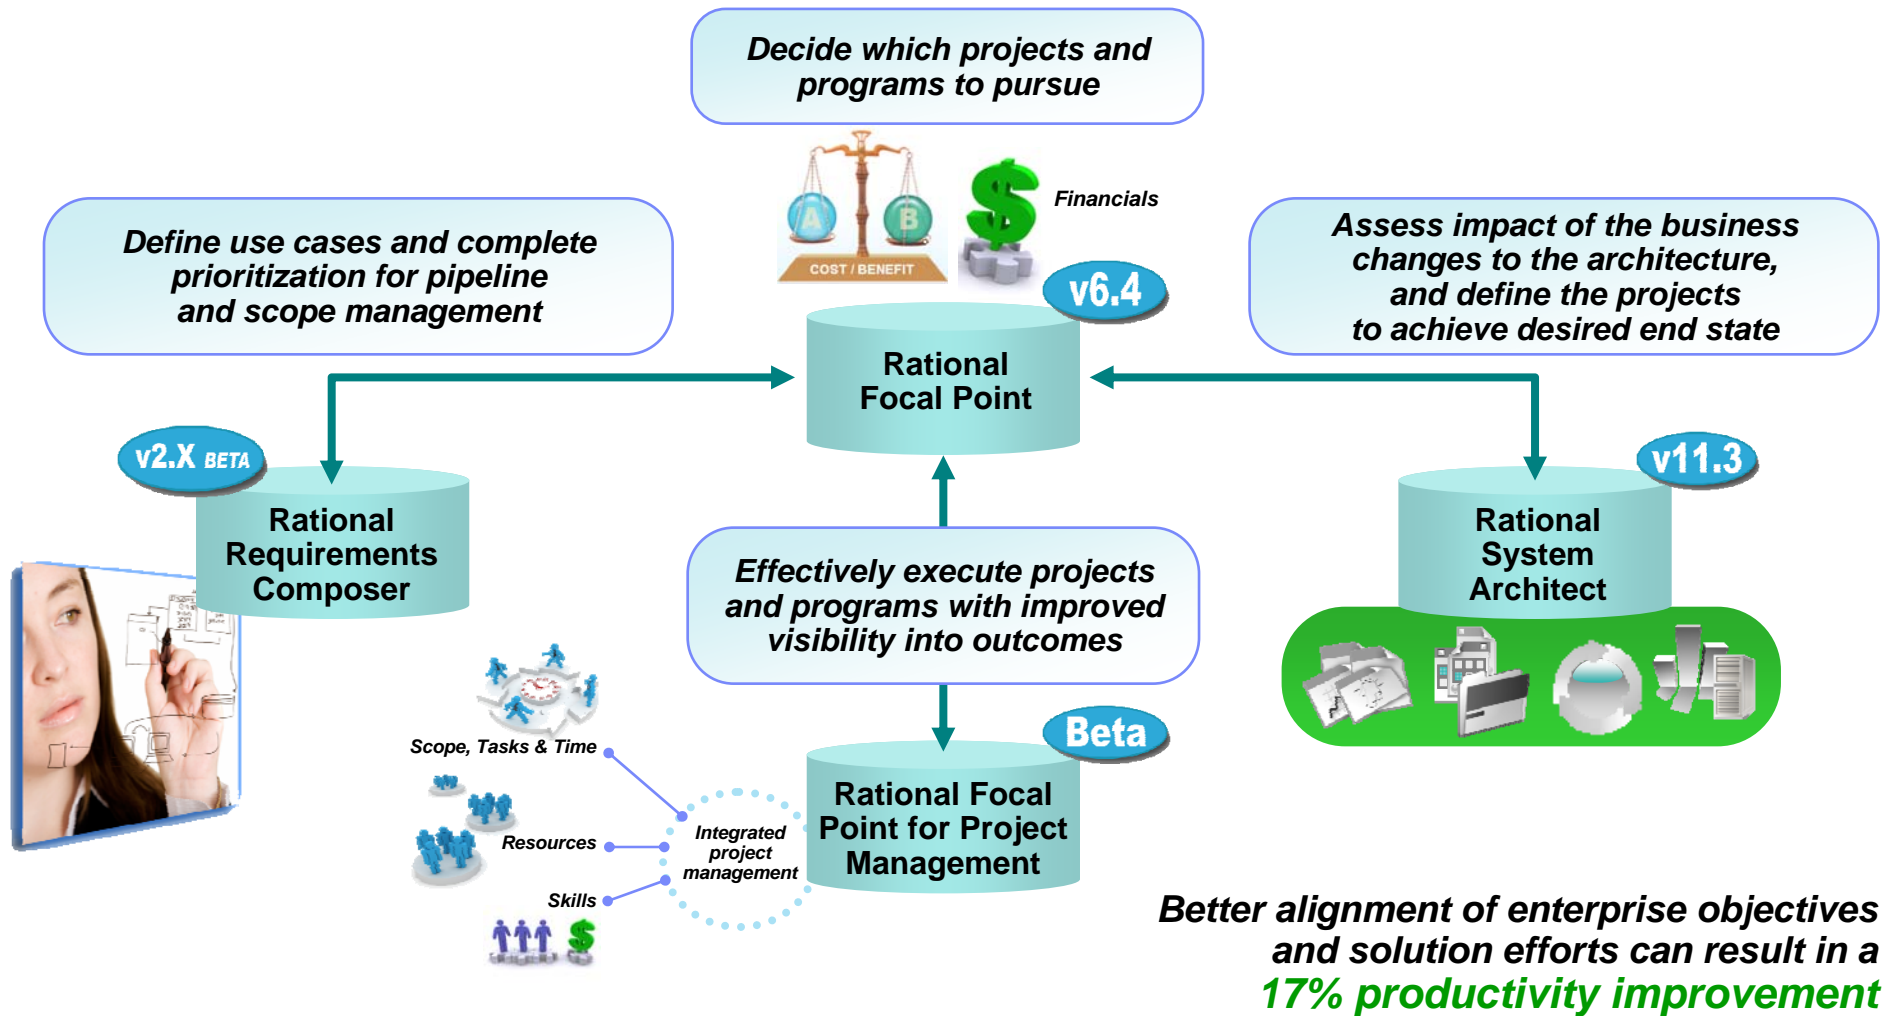 Decide which projects and
programs to pursue
A
B
COST / BENEFIT
Financials
v6.4
Rational
Focal Point
Define use cases and complete
prioritization for pipeline
and scope management
Assess impact of the business
changes to the architecture,
and define the projects
to achieve desired end state
v2.X BETA
Rational
Requirements
Composer
v11.3
Rational
System
Architect
Effectively execute projects
and programs with improved
visibility into outcomes
Beta
Rational Focal
Point for Project
Management
Scope, Tasks & Time
Resources
Skills
Integrated
project
management
Better alignment of enterprise objectives
and solution efforts can result in a
17% productivity improvement